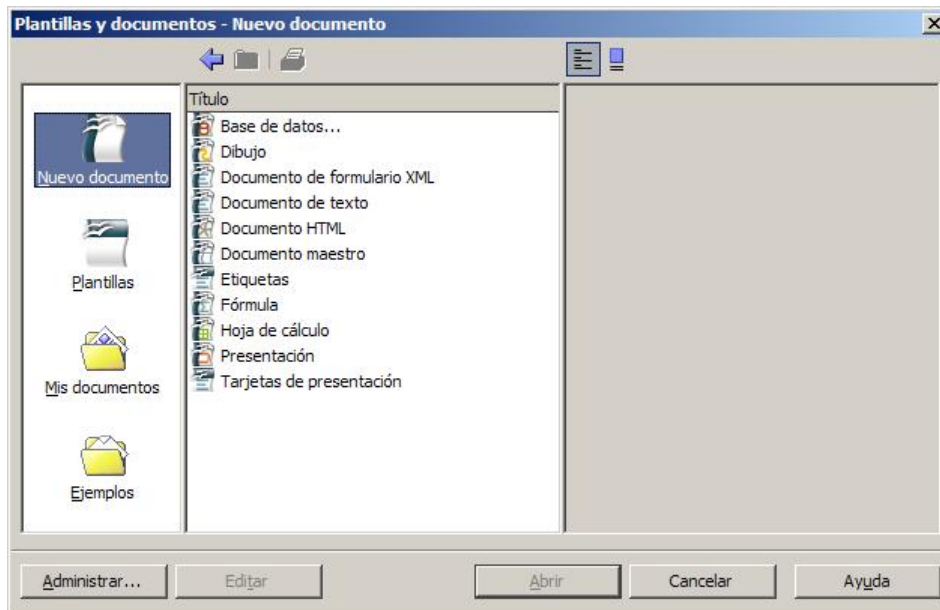 Plantillas y documentos - Nuevo documento
Título
Nuevo documento
Plantillas
Mis documentos
Ejemplos
Base de datos...
Dibujo
Documento de formulario XML
Documento de texto
Documento HTML
Documento maestro
Etiquetas
Fórmula
Hoja de cálculo
Presentación
Tarjetas de presentación
Administrar...
Editar
Abrir
Cancelar
Ayuda